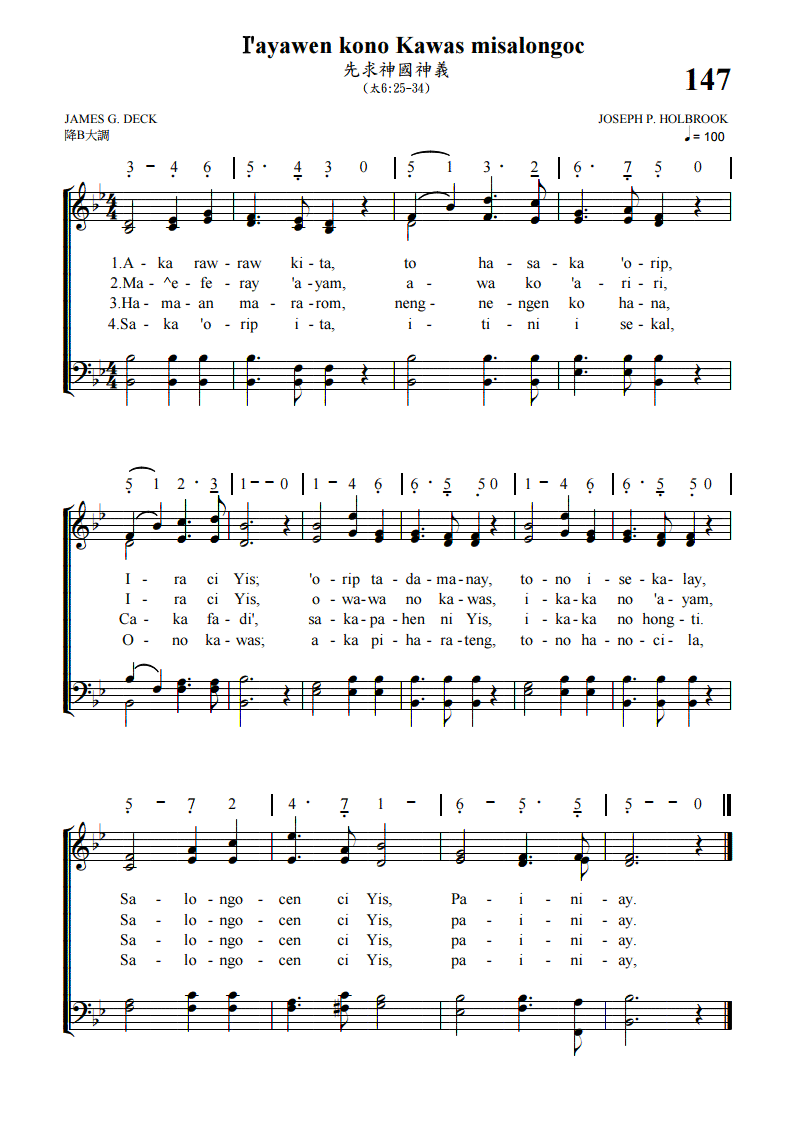 I'ayawen kono Kawas misalongoc
先求神國神義
(太6:25-34)
147
JAMES G. DECK
JOSEPH P. HOLBROOK
降B大調
♩= 100
3 - 4 6 | 5 · 4 3 0 | 5 1 3 · 2 | 6 · 7 5 0 |
1.A - ka raw - raw ki - ta, to ha - sa - ka 'o - rip,
2.Ma - ^e - fe - ray 'a - yam, a - wa ko 'a - ri - ri,
3.Ha - ma - an ma - ra - rom, neng - ne - ngen ko ha - na,
4.Sa - ka 'o - rip i - ta, i - ti - ni i se - kal,
5 1 2 · 3 | 1 - - 0 | 1 - 4 6 | 6 · 5 5 0 | 1 - 4 6 | 6 · 5 5 0 |
I - ra ci Yis; 'o - rip ta - da - ma - nay, to - no i - se - ka - lay,
I - ra ci Yis, o - wa - wa no ka - was, i - ka - ka no 'a - yam,
Ca - ka fa - di', sa - ka - pa - hen ni Yis, i - ka - ka no hong - ti.
O - no ka - was; a - ka pi - ha - ra - teng, to - no ha - no - ci - la,
5 - 7 2 | 4 · 7 1 - | 6 - 5 · 5 | 5 - - 0 ||
Sa - lo - ngo - cen ci Yis, Pa - i - ni - ay.
Sa - lo - ngo - cen ci Yis, pa - i - ni - ay.
Sa - lo - ngo - cen ci Yis, pa - i - ni - ay.
Sa - lo - ngo - cen ci Yis, pa - i - ni - ay,